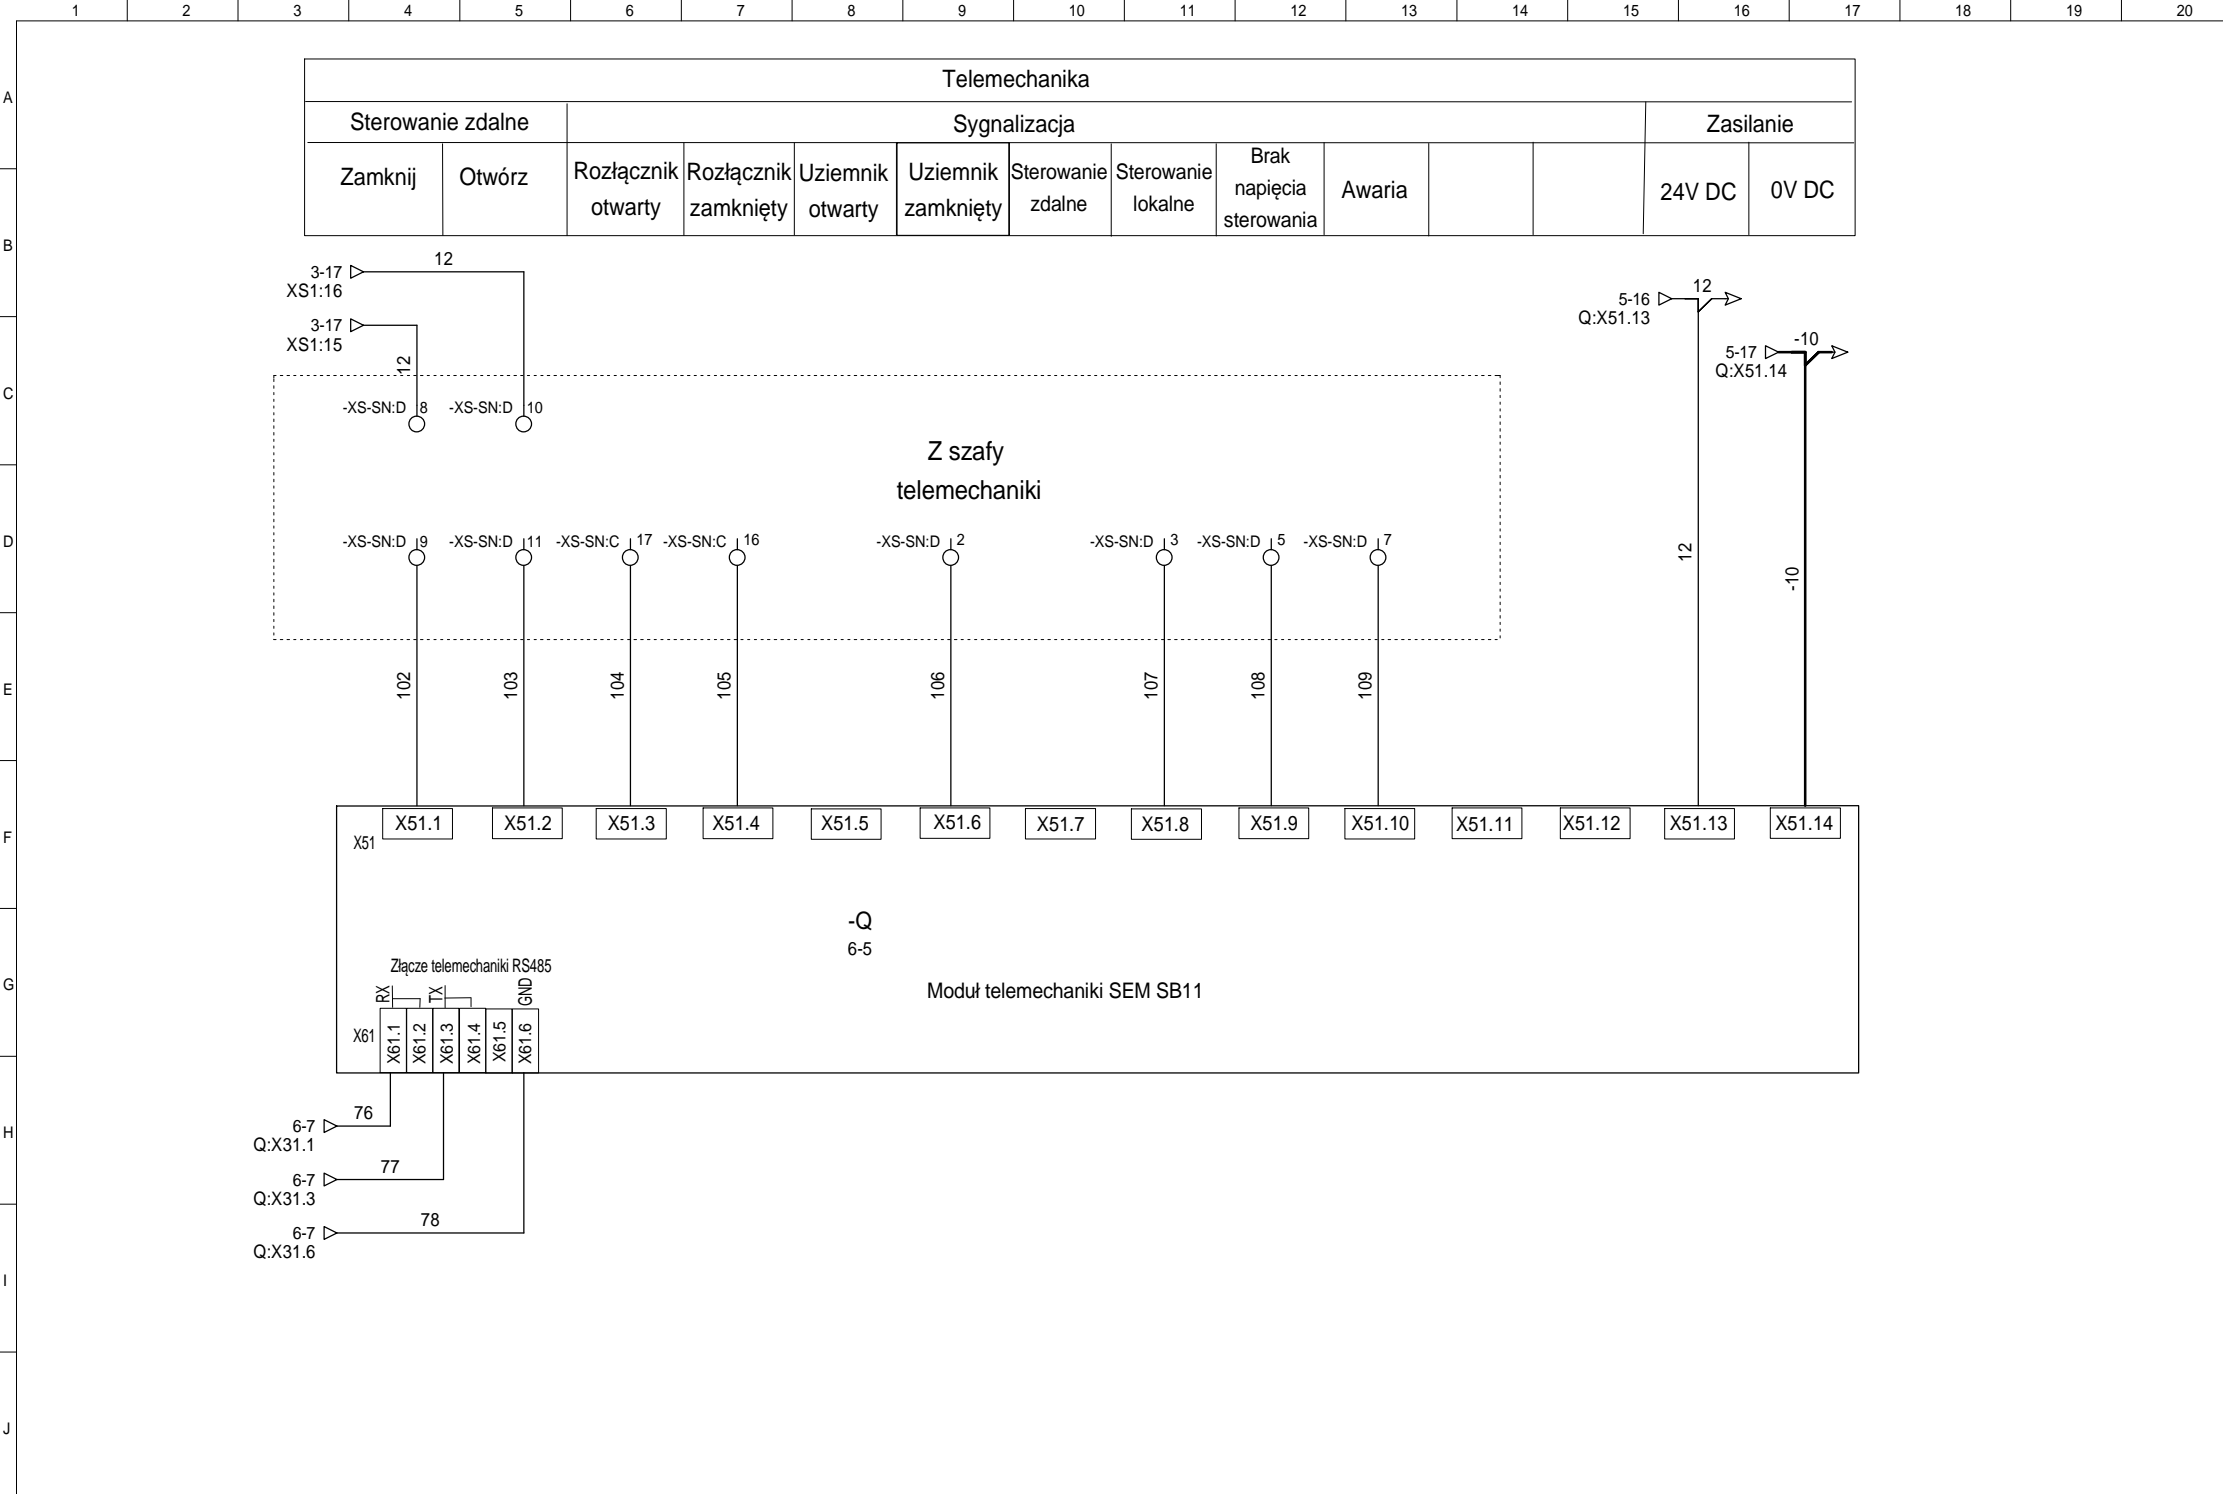 1 2 3 4 5 6 7 8 9 10 11 12 13 14 15 16 17 18 19 20
Telemechanika
A
Sterowanie zdalne Sygnalizacja Zasilanie
Zamknij Otwórz Rozłącznik Rozłącznik Uziemnik Uziemnik Sterowanie Sterowanie Brak Awaria 24V DC 0V DC
otwarty zamknięty otwarty zamknięty zdalne lokalne napięcia
sterowania
B
12
3-17
XS1:16
5-16 12
Q:X51.13
3-17
XS1:15
12
5-17 -10
Q:X51.14
C
-XS-SN:D 8 -XS-SN:D 10
Z szafy
telemechaniki
D
-XS-SN:D 9 -XS-SN:D 11 -XS-SN:C 17 -XS-SN:C 16 -XS-SN:D 2 -XS-SN:D 3 -XS-SN:D 5 -XS-SN:D 7
12
-10
E
102 103 104 105 106 107 108 109
F
X51.1 X51.2 X51.3 X51.4 X51.5 X51.6 X51.7 X51.8 X51.9 X51.10 X51.11 X51.12 X51.13 X51.14
X51
-Q
6-5
Złącze telemechaniki RS485
G
RX TX GND
Moduł telemechaniki SEM SB11
X61
X61.1 X61.2 X61.3 X61.4 X61.5 X61.6
76
H
6-7
Q:X31.1
77
6-7
Q:X31.3
78
6-7
Q:X31.6
I
J